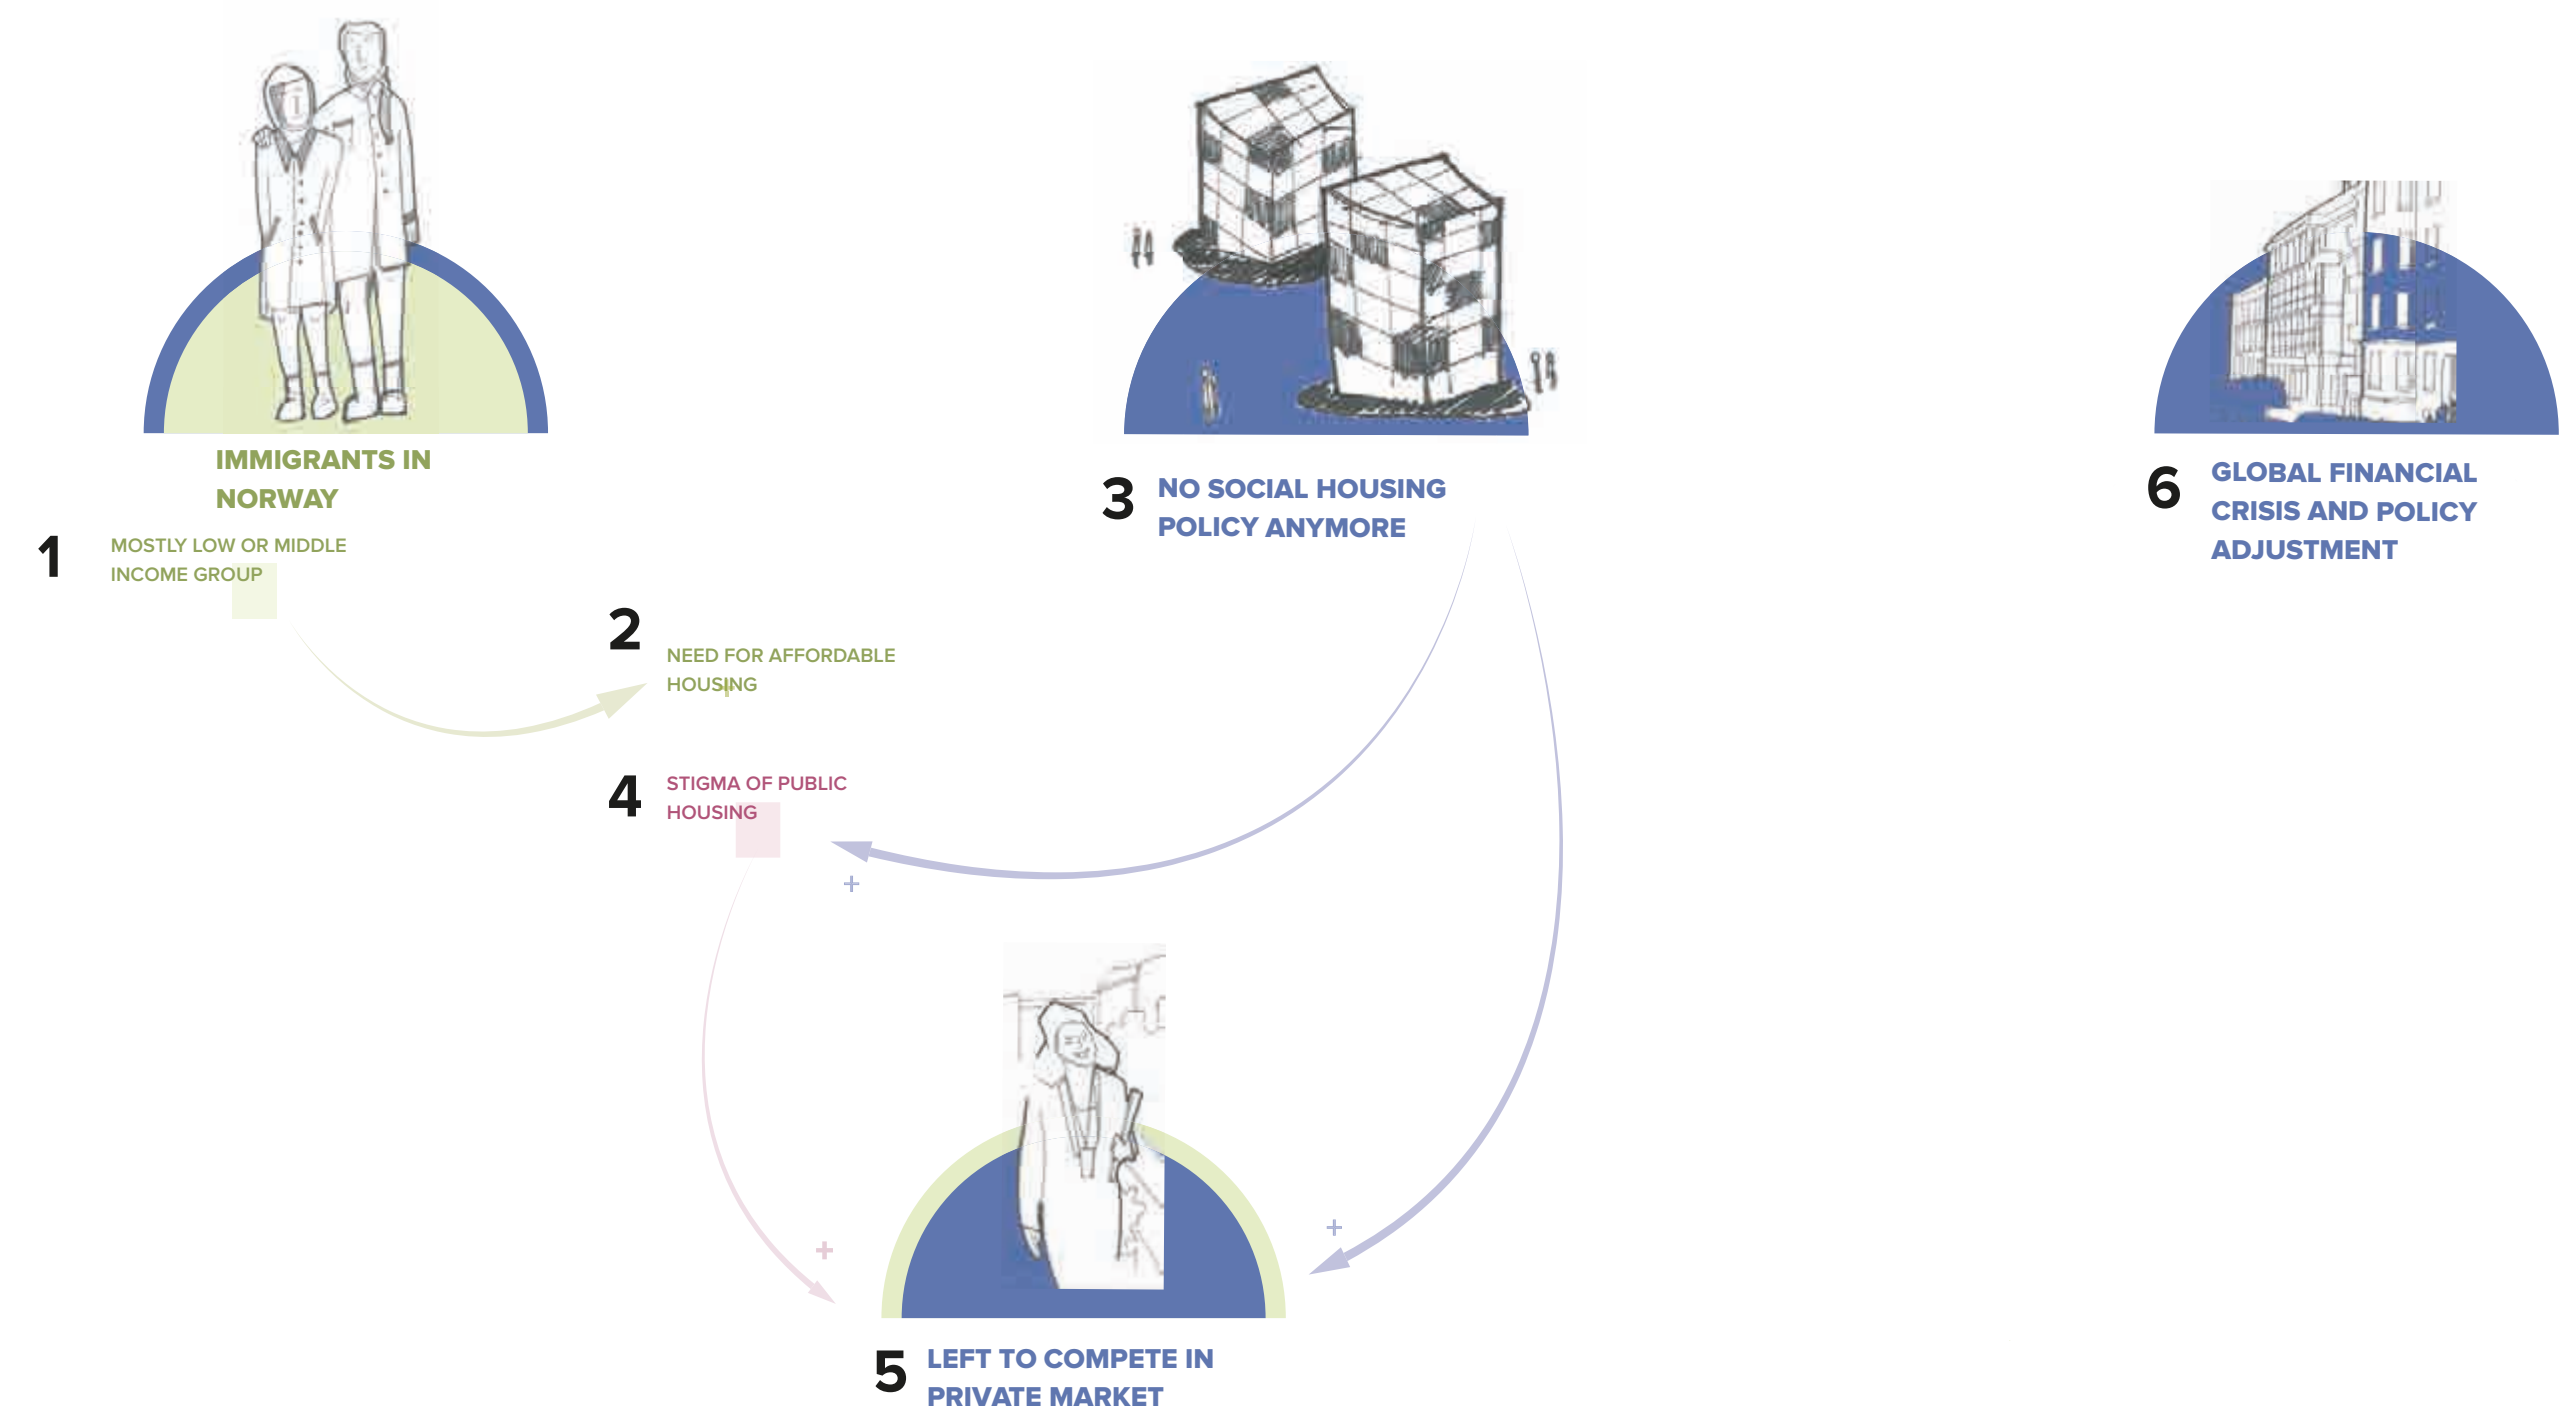 IMMIGRANTS IN
NORWAY
1
MOSTLY LOW OR MIDDLE
INCOME GROUP
2
NEED FOR AFFORDABLE
HOUSING
+
3
NO SOCIAL HOUSING
POLICY ANYMORE
4
STIGMA OF PUBLIC
HOUSING
+
+
+
5
LEFT TO COMPETE IN
PRIVATE MARKET
6
GLOBAL FINANCIAL
CRISIS AND POLICY
ADJUSTMENT